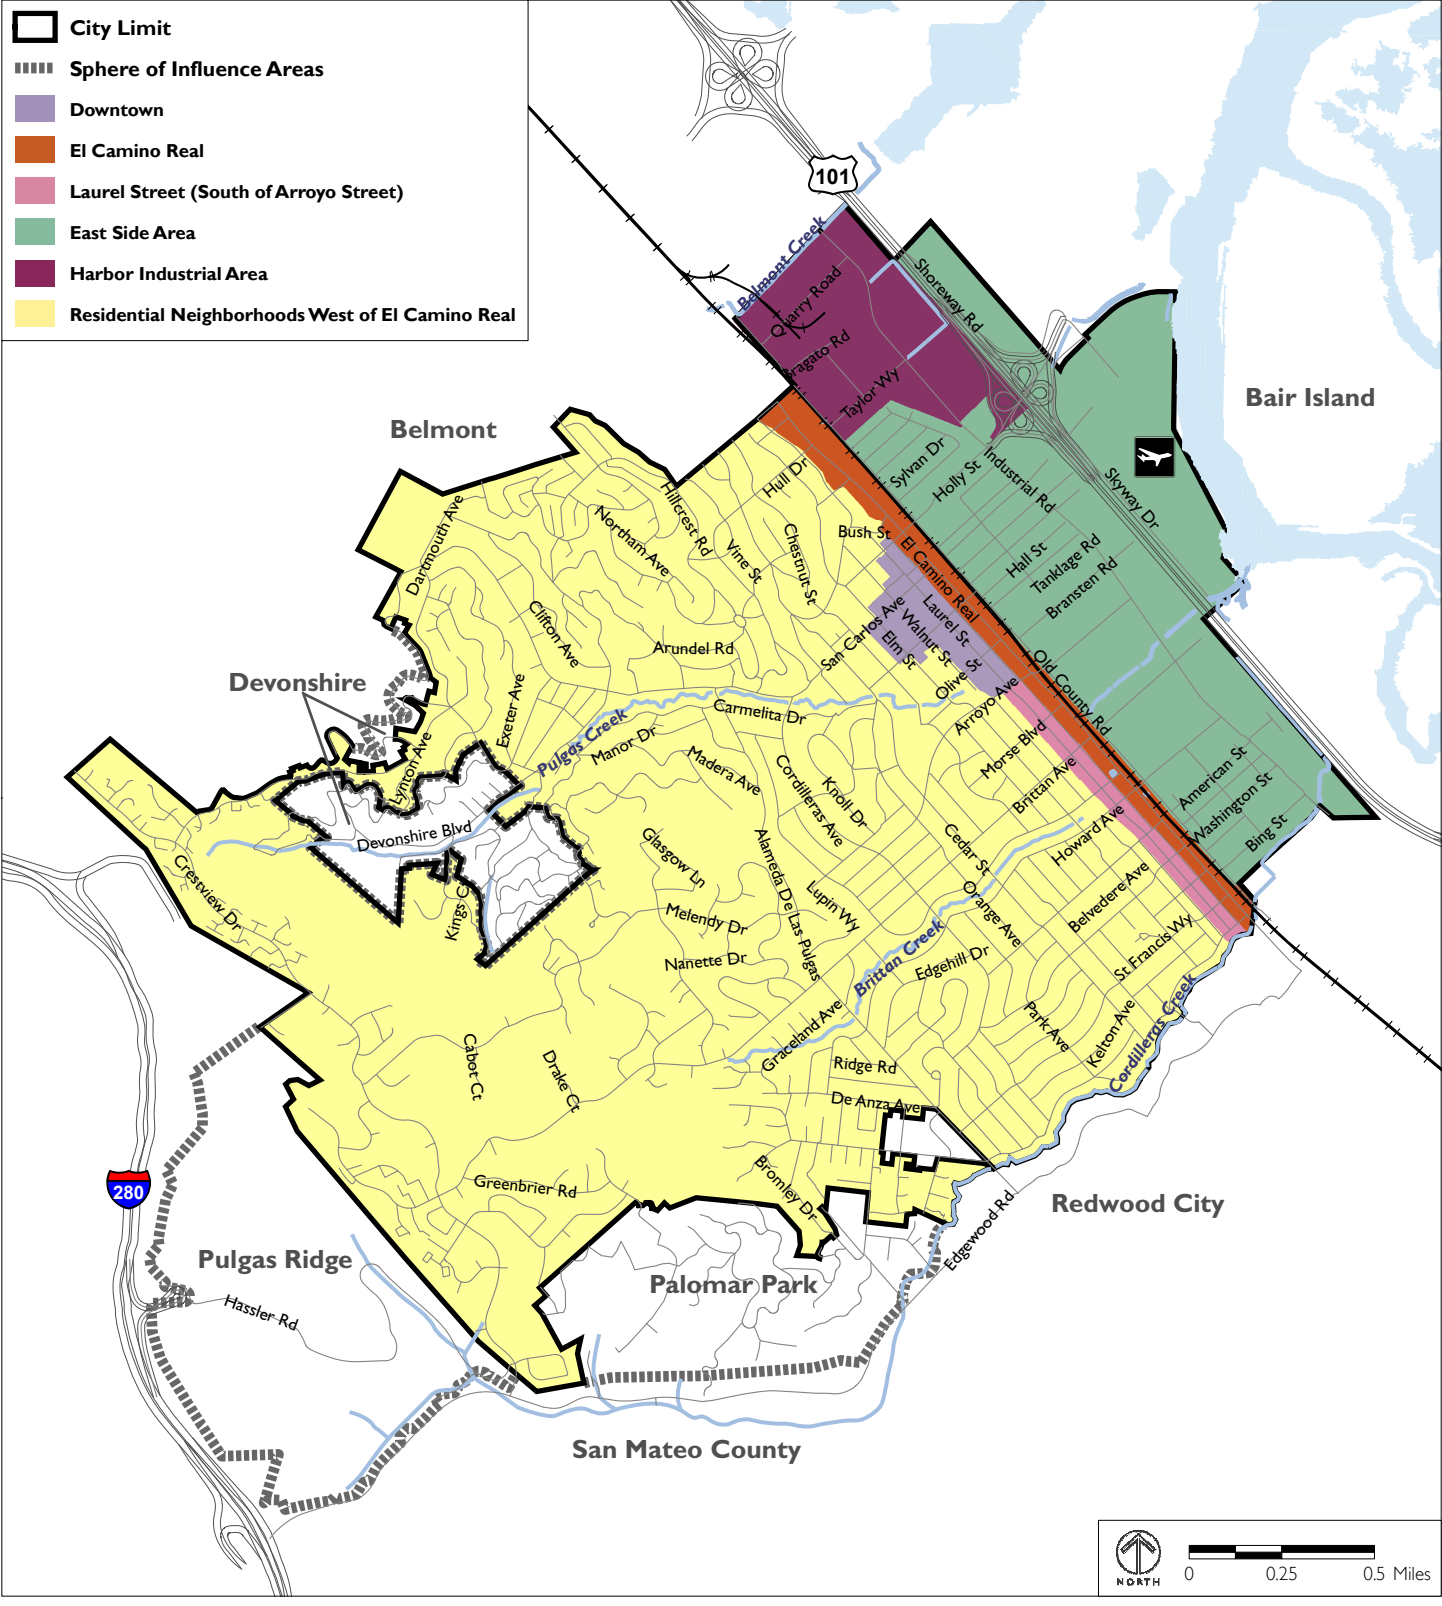 City Limit
Sphere of Influence Areas
Downtown
El Camino Real
Laurel Street (South of Arroyo Street)
East Side Area
Harbor Industrial Area
Residential Neighborhoods West of El Camino Real
101
Belmont Creek
Quarry Road
Shoreway Rd
Bragato Rd
Taylor Wy
Bair Island
Belmont
Sylvan Dr
Holly St
Industrial Rd
Skyway Dr
Hull Dr
Hillcrest Rd
Dartmouth Ave
Northam Ave
Vine St
Chestnut St
Bush St
El Camino Real
Hall St
Tanklage Rd
Bransten Rd
Clifton Ave
Arundel Rd
San Carlos Ave
Laurel St
Walnut St
Elm St
Olive St
Old County Rd
Devonshire
Exeter Ave
Pulgas Creek
Carmelita Dr
Arroyo Ave
Manor Dr
Morse Blvd
Lynton Ave
Madera Ave
Cordilleras Ave
Knoll Dr
Brittan Ave
American St
Washington St
Bing St
Devonshire Blvd
Glasgow Ln
Alameda De Las Pulgas
Cedar St
Howard Ave
Crestview Dr
Kings C
Melendy Dr
Lupin Wy
Orange Ave
Belvedere Ave
Nanette Dr
Brittan Creek
Edgehill Dr
St Francis Wy
Cordilleras Creek
Graceland Ave
Park Ave
Kelton Ave
Cabot Ct
Drake Ct
Ridge Rd
De Anza Ave
280
Greenbrier Rd
Bromley Dr
Edgewood Rd
Redwood City
Pulgas Ridge
Palomar Park
Hassler Rd
San Mateo County
NORTH
0 0.25 0.5 Miles